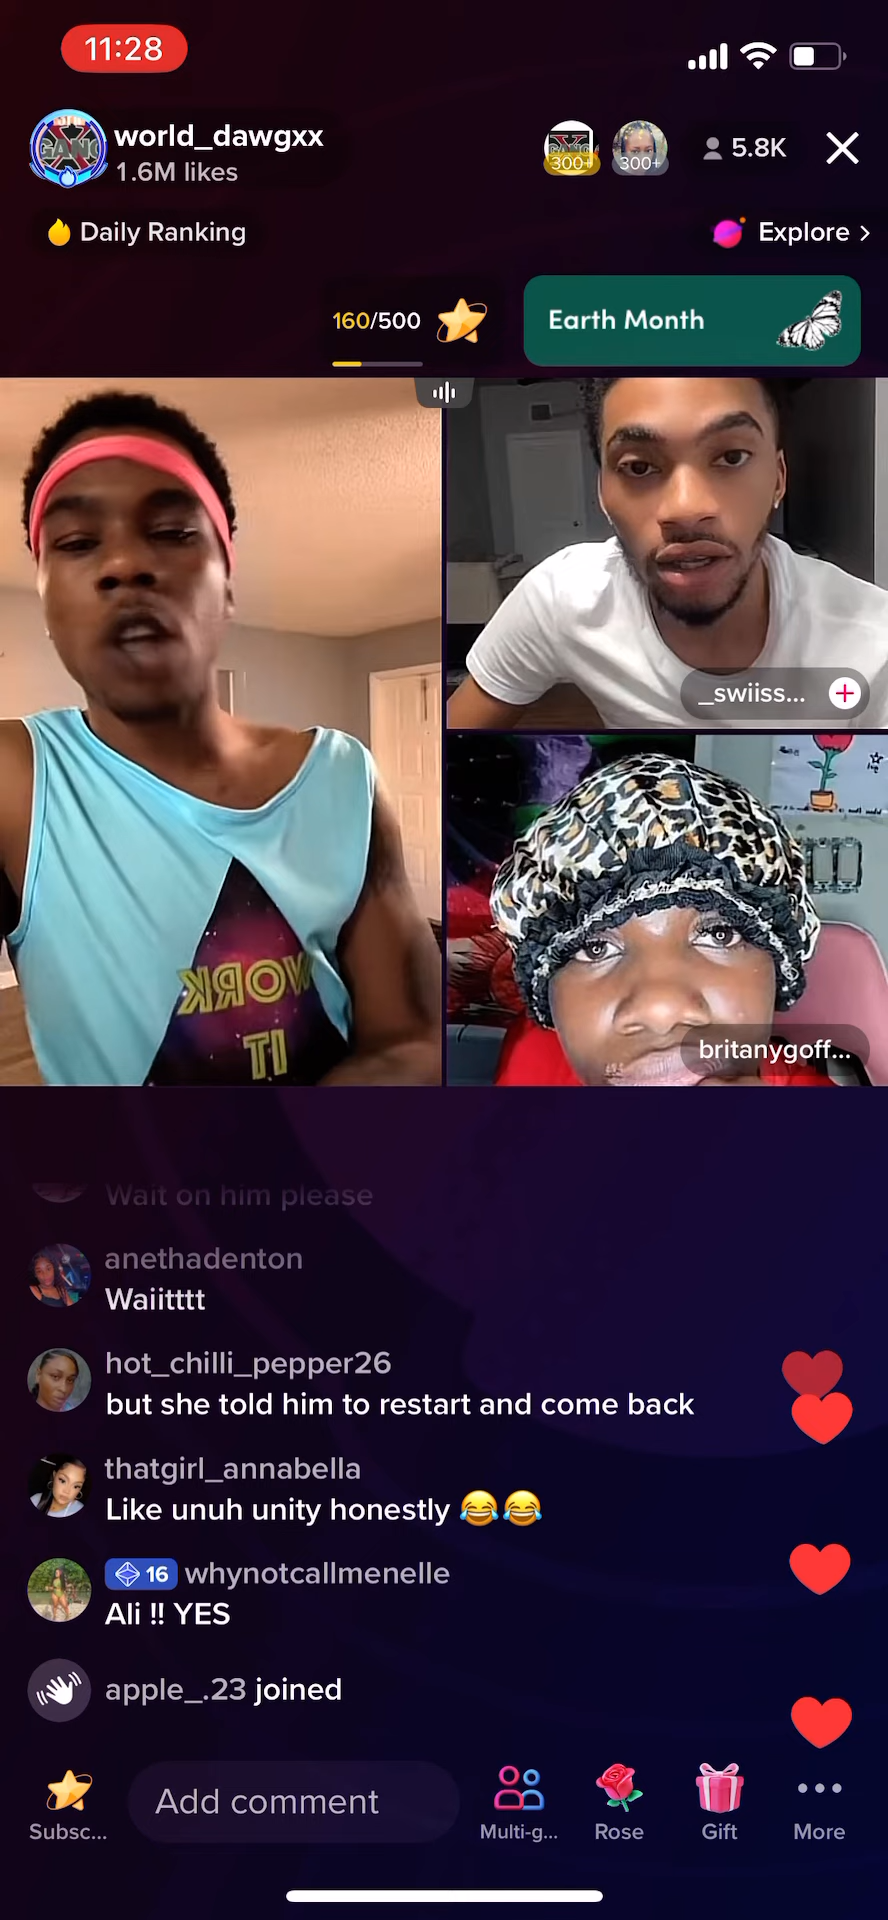 11:28
world_dawgxx
1.6M likes
300+
300+
5.8K
Daily Ranking
Explore >
160/500
Earth Month
WORK
IT
_swiiss...
britanygoff...
Wait on him please
anethadenton
Waiitttt
hot_chilli_pepper26
but she told him to restart and come back
thatgirl_annabella
Like unuh unity honestly 😂😂
16 whynotcallmenelle
Ali !! YES
apple_.23 joined
Add comment
Subsc...
Multi-g...
Rose
Gift
More